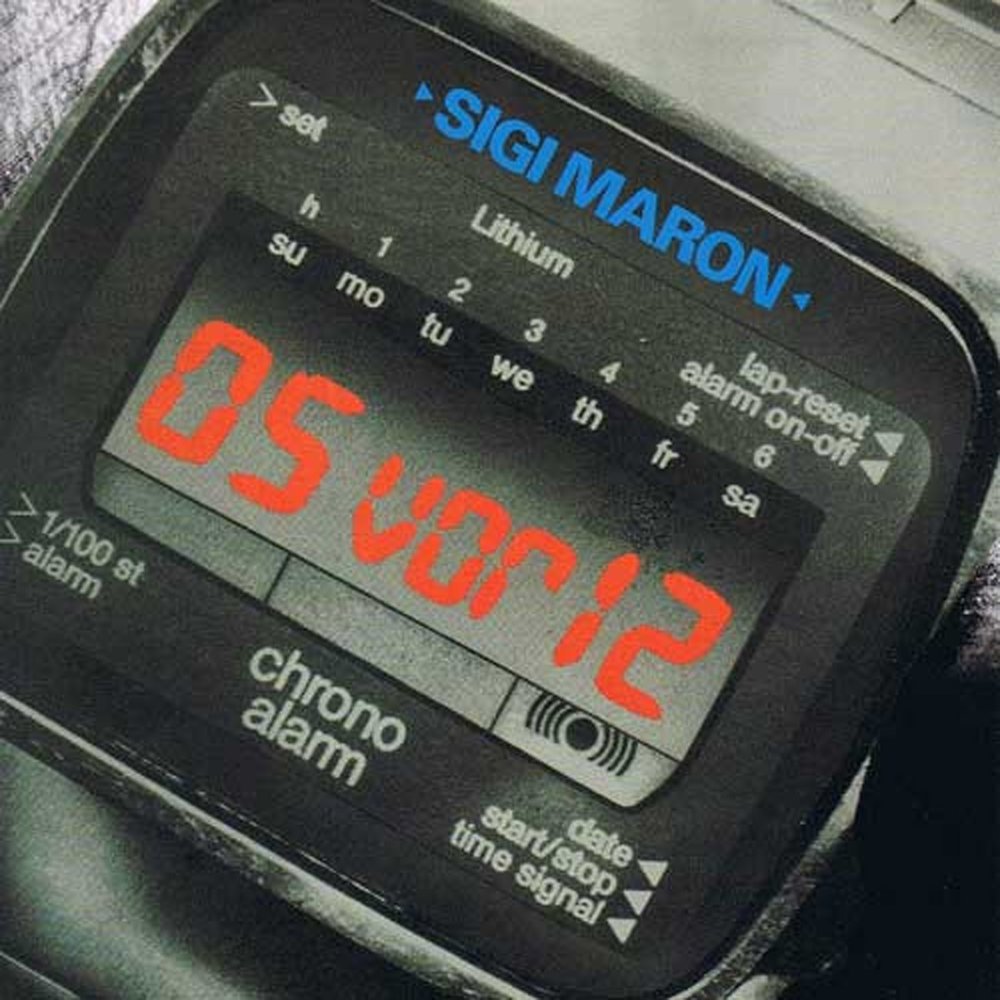 SIGI MARON
set
Lithium
h 1 2 3 4 5 6
su mo tu we th fr sa
lap-reset
alarm on-off
05 vor 12
1/100 st
alarm
chrono
alarm
date
start/stop
time signal